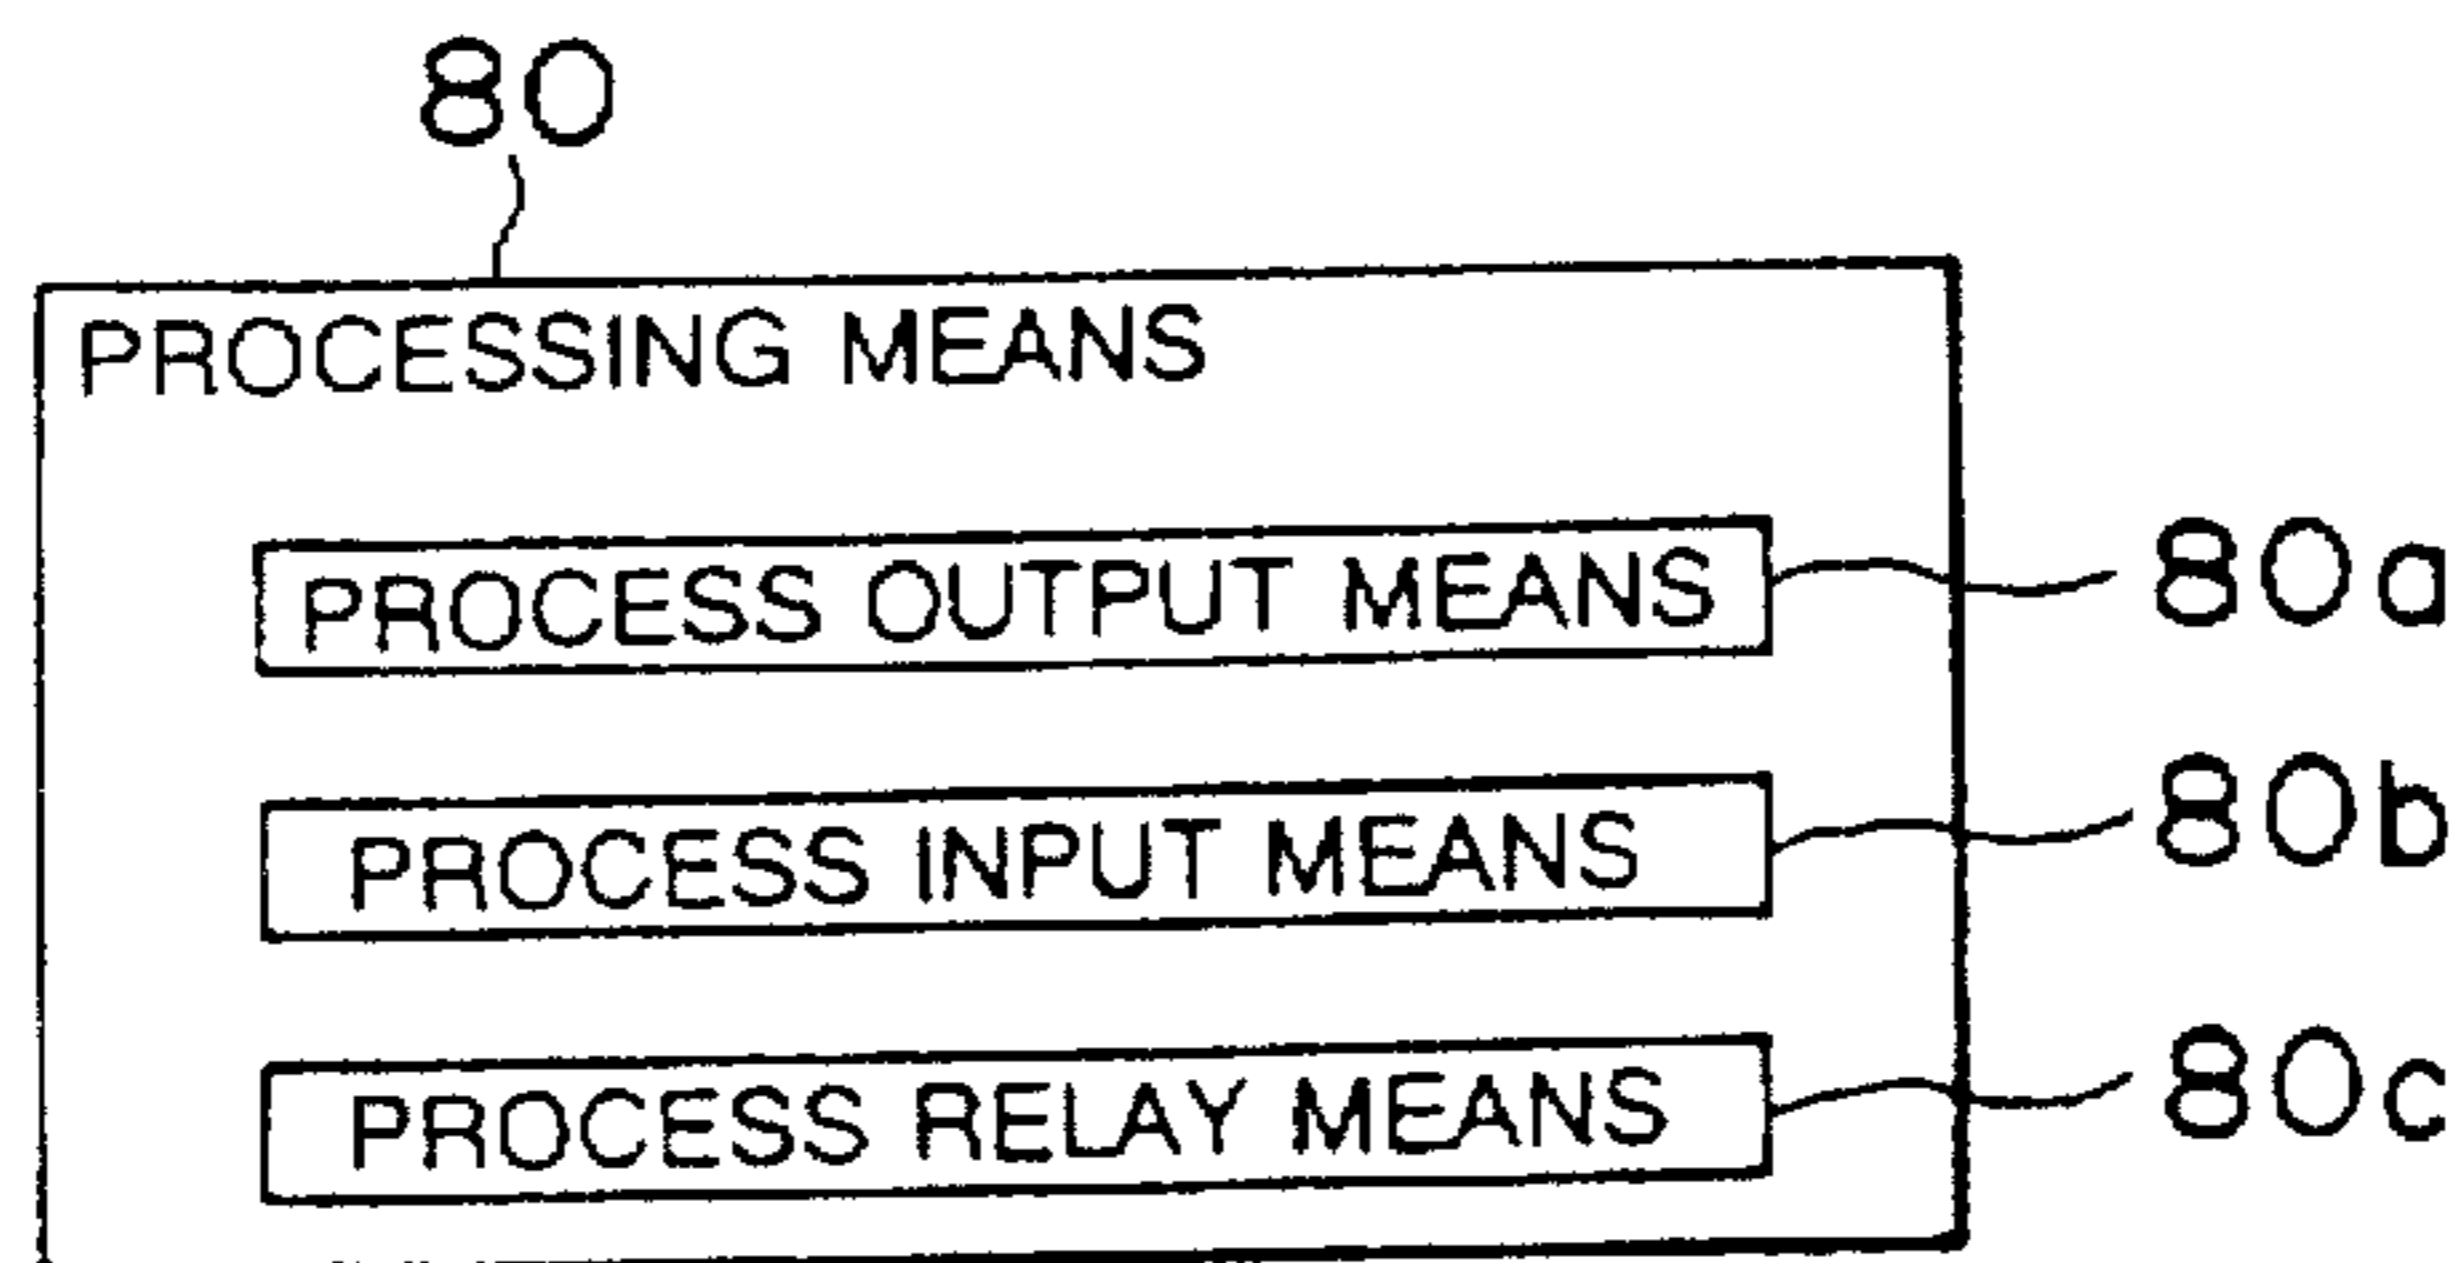 80
PROCESSING MEANS
PROCESS OUTPUT MEANS 80a
PROCESS INPUT MEANS 80b
PROCESS RELAY MEANS 80c